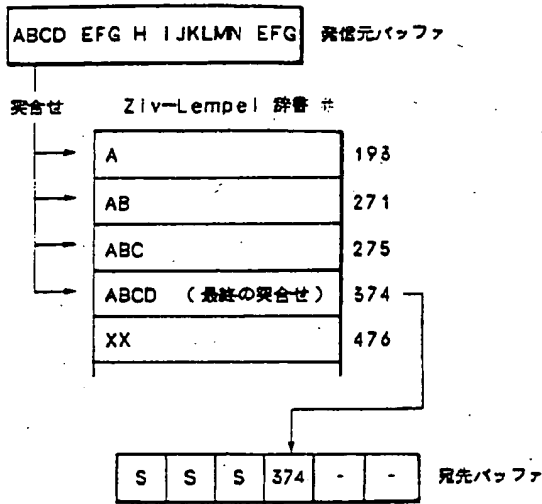 ABCD EFG H IJKLMN EFG 発信元バッファ
突合せ Ziv-Lempel 辞書 *
A 193
AB 271
ABC 275
ABCD (最終の突合せ) 374
XX 476
S S S 374 - - 宛先バッファ